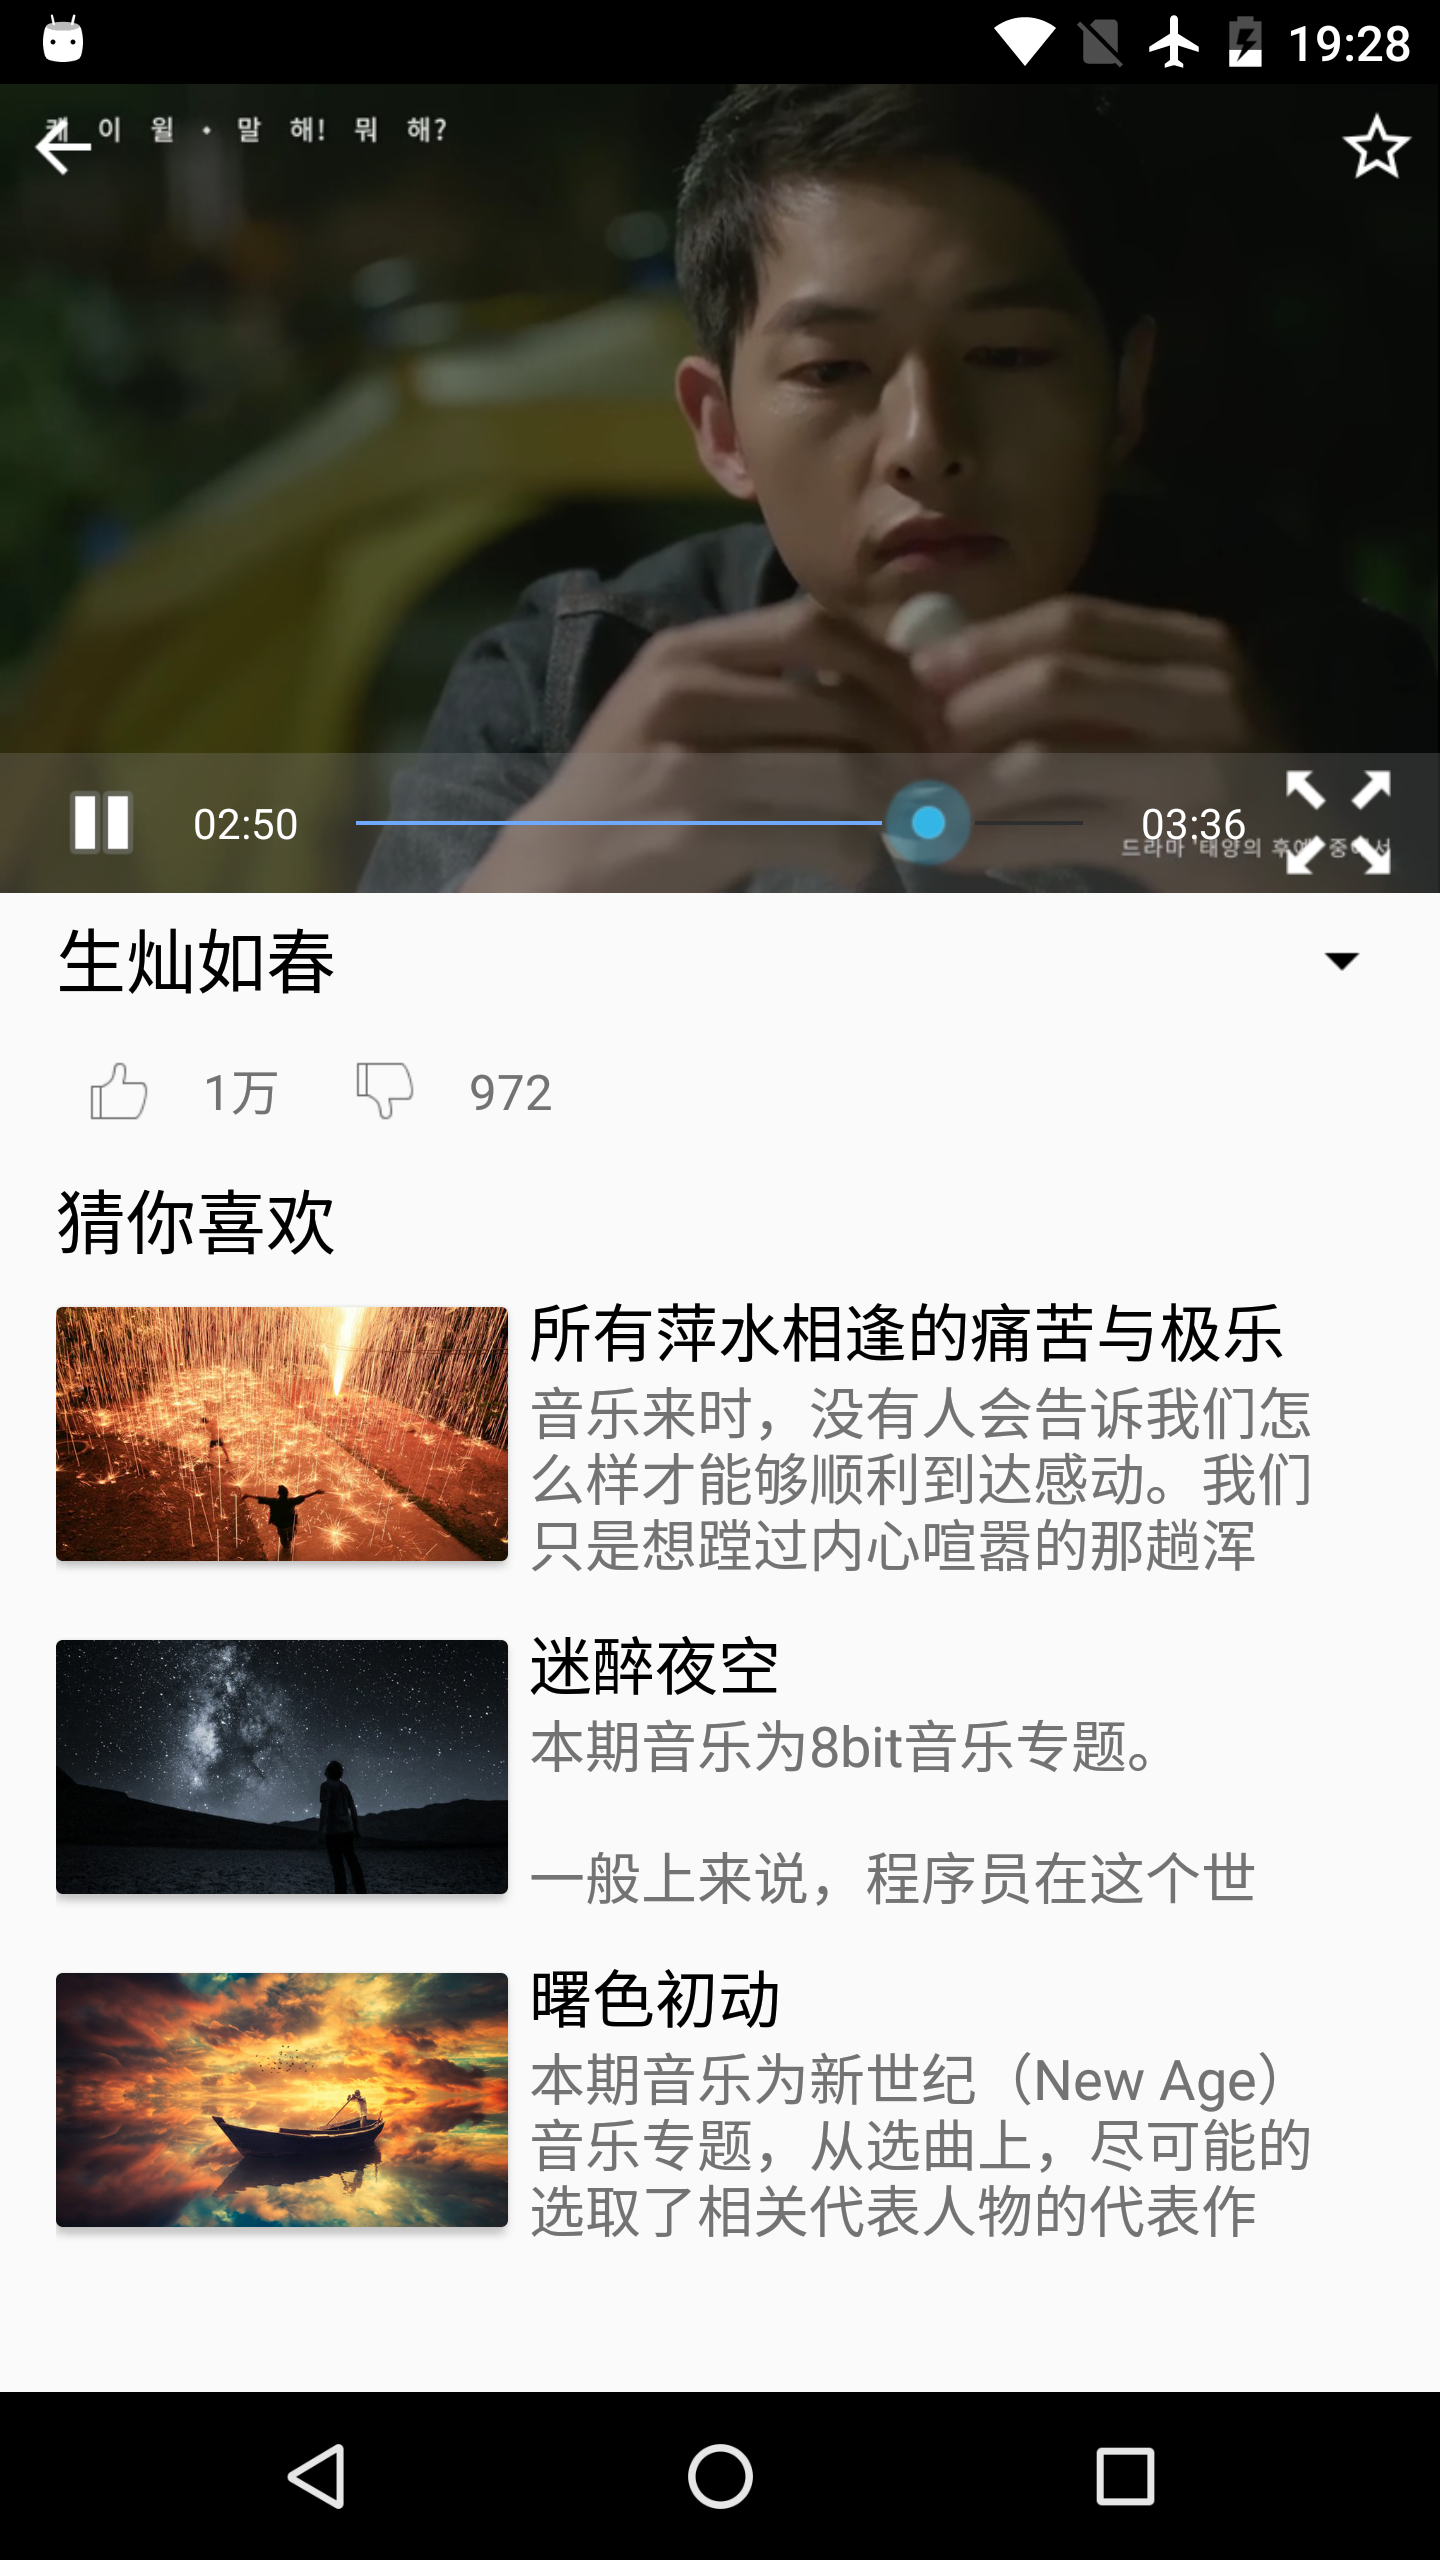 19:28
케이윌 • 말해! 뭐해?
02:50
03:36
드라마 '태양의 후예' 중에서
生灿如春
1万
972
猜你喜欢
所有萍水相逢的痛苦与极乐
音乐来时，没有人会告诉我们怎
么样才能够顺利到达感动。我们
只是想蹚过内心喧嚣的那趟浑
迷醉夜空
本期音乐为8bit音乐专题。
一般上来说，程序员在这个世
曙色初动
本期音乐为新世纪（New Age）
音乐专题，从选曲上，尽可能的
选取了相关代表人物的代表作